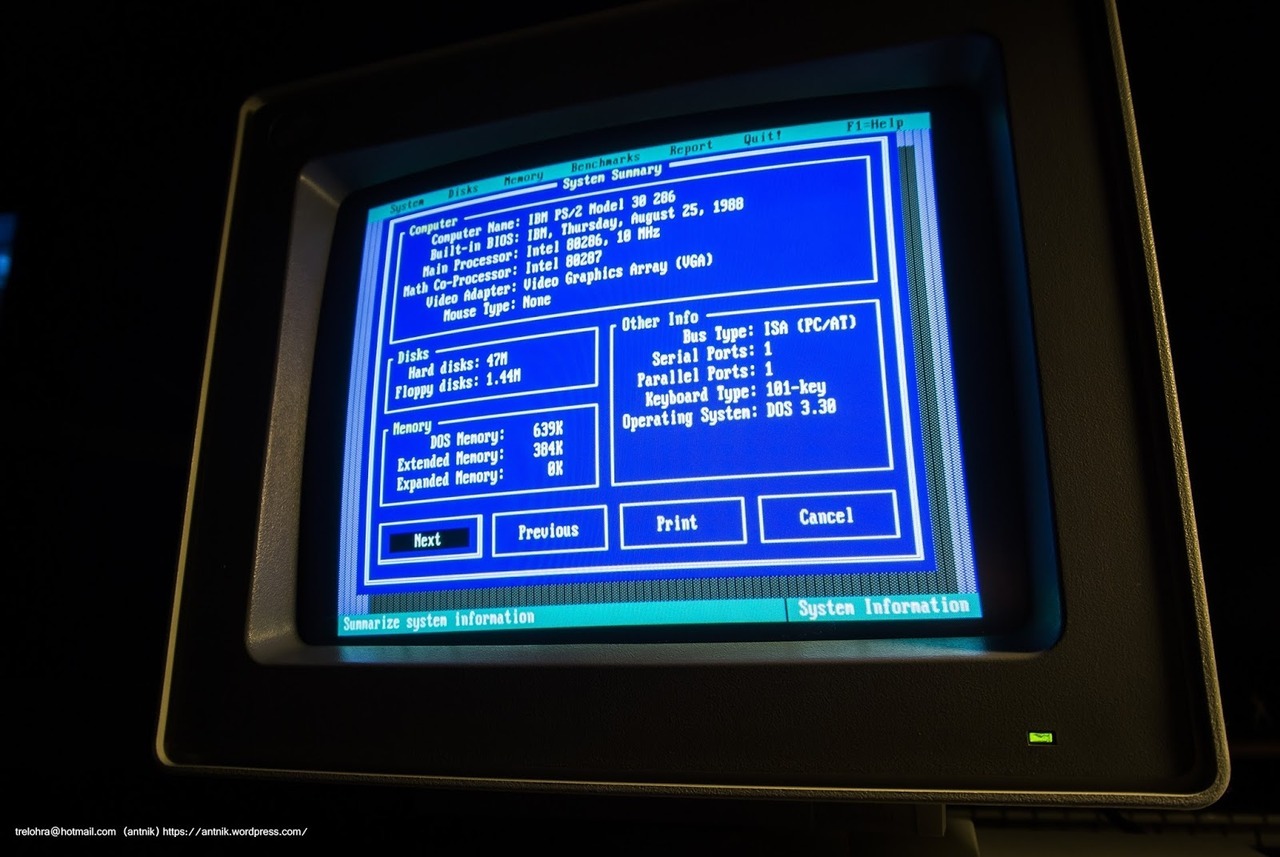 System Disks Memory Benchmarks Report Quit! F1=Help
System Summary
Computer
Computer Name: IBM PS/2 Model 30 286
Built-in BIOS: IBM, Thursday, August 25, 1988
Main Processor: Intel 80286, 10 MHz
Math Co-Processor: Intel 80287
Video Adapter: Video Graphics Array (VGA)
Mouse Type: None
Disks
Hard disks: 47M
Floppy disks: 1.44M
Memory
DOS Memory: 639K
Extended Memory: 384K
Expanded Memory: 0K
Other Info
Bus Type: ISA (PC/AT)
Serial Ports: 1
Parallel Ports: 1
Keyboard Type: 101-key
Operating System: DOS 3.30
Next Previous Print Cancel
Summarize system information System Information
trelohra@hotmail.com (antnik) https://antnik.wordpress.com/